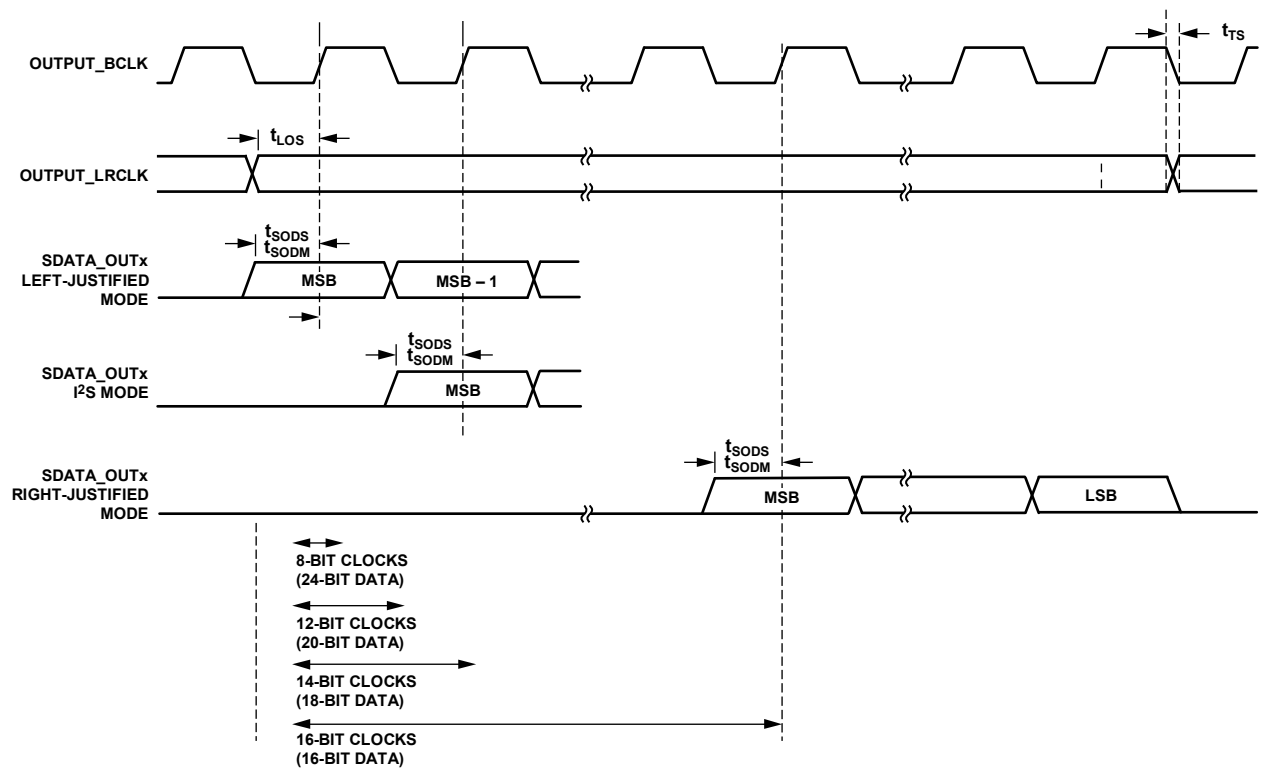 OUTPUT_BCLK
tTS
OUTPUT_LRCLK
tLOS
SDATA_OUTx
LEFT-JUSTIFIED
MODE
tSODS
tSODM
MSB
MSB – 1
SDATA_OUTx
I²S MODE
tSODS
tSODM
MSB
SDATA_OUTx
RIGHT-JUSTIFIED
MODE
tSODS
tSODM
MSB
LSB
8-BIT CLOCKS
(24-BIT DATA)
12-BIT CLOCKS
(20-BIT DATA)
14-BIT CLOCKS
(18-BIT DATA)
16-BIT CLOCKS
(16-BIT DATA)